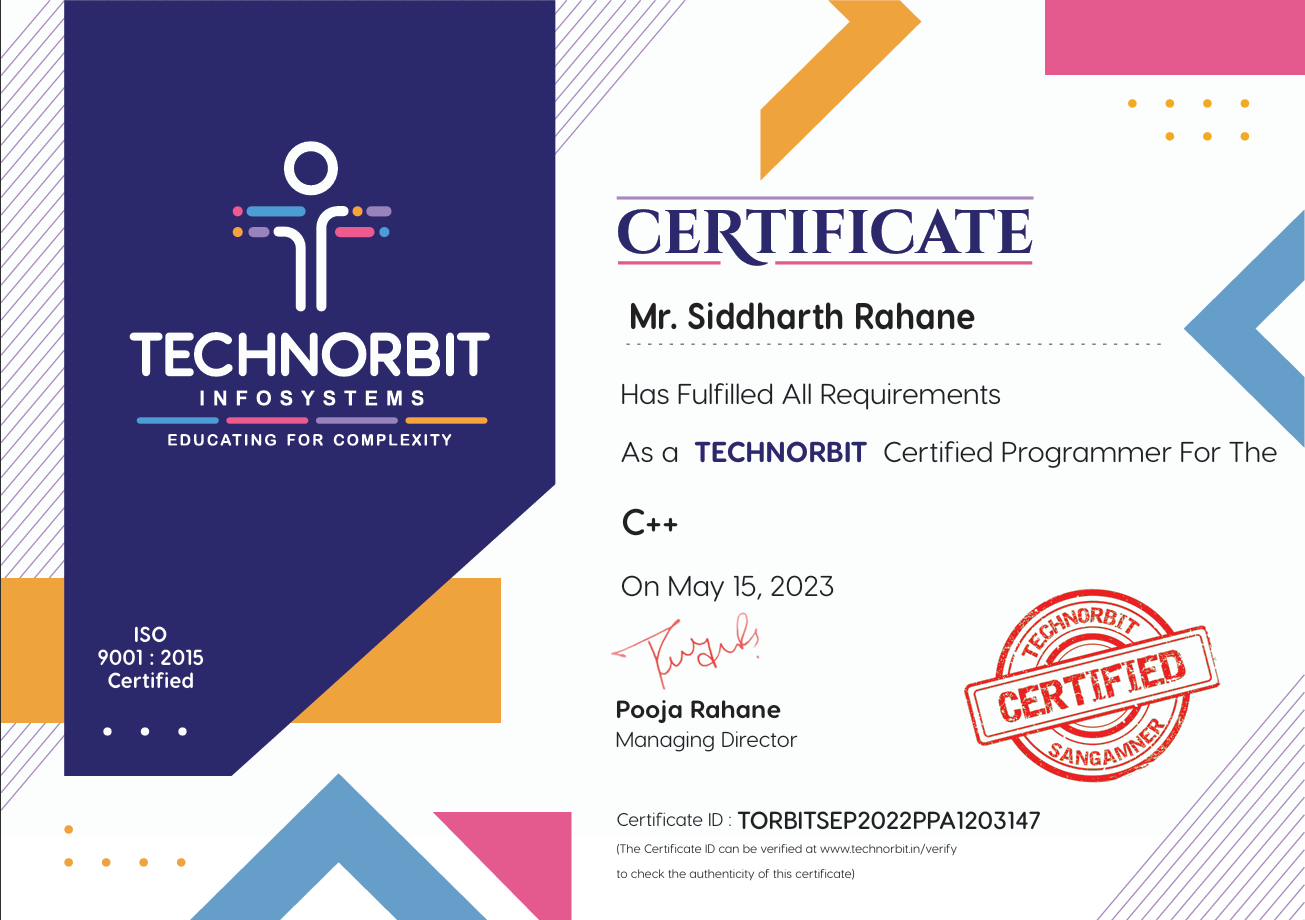 TECHNORBIT
INFOSYSTEMS
EDUCATING FOR COMPLEXITY
ISO
9001 : 2015
Certified
CERTIFICATE
Mr. Siddharth Rahane
Has Fulfilled All Requirements
As a TECHNORBIT Certified Programmer For The
C++
On May 15, 2023
Pooja Rahane
Managing Director
TECHNORBIT
CERTIFIED
SANGAMNER
Certificate ID : TORBITSEP2022PPA1203147
(The Certificate ID can be verified at www.technorbit.in/verify
to check the authenticity of this certificate)